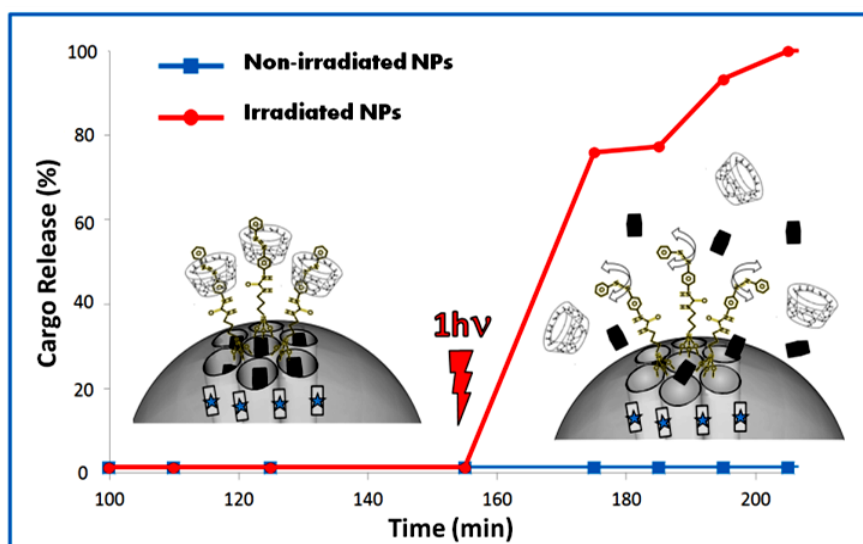 100
80
60
40
20
0
Cargo Release (%)
Non-irradiated NPs
Irradiated NPs
1hν
100
120
140
160
180
200
Time (min)